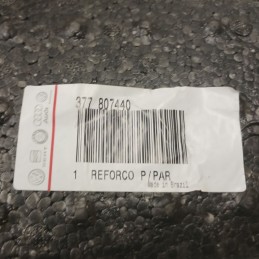 377 807440
1 REFORCO P/PAR
Made in Brazil